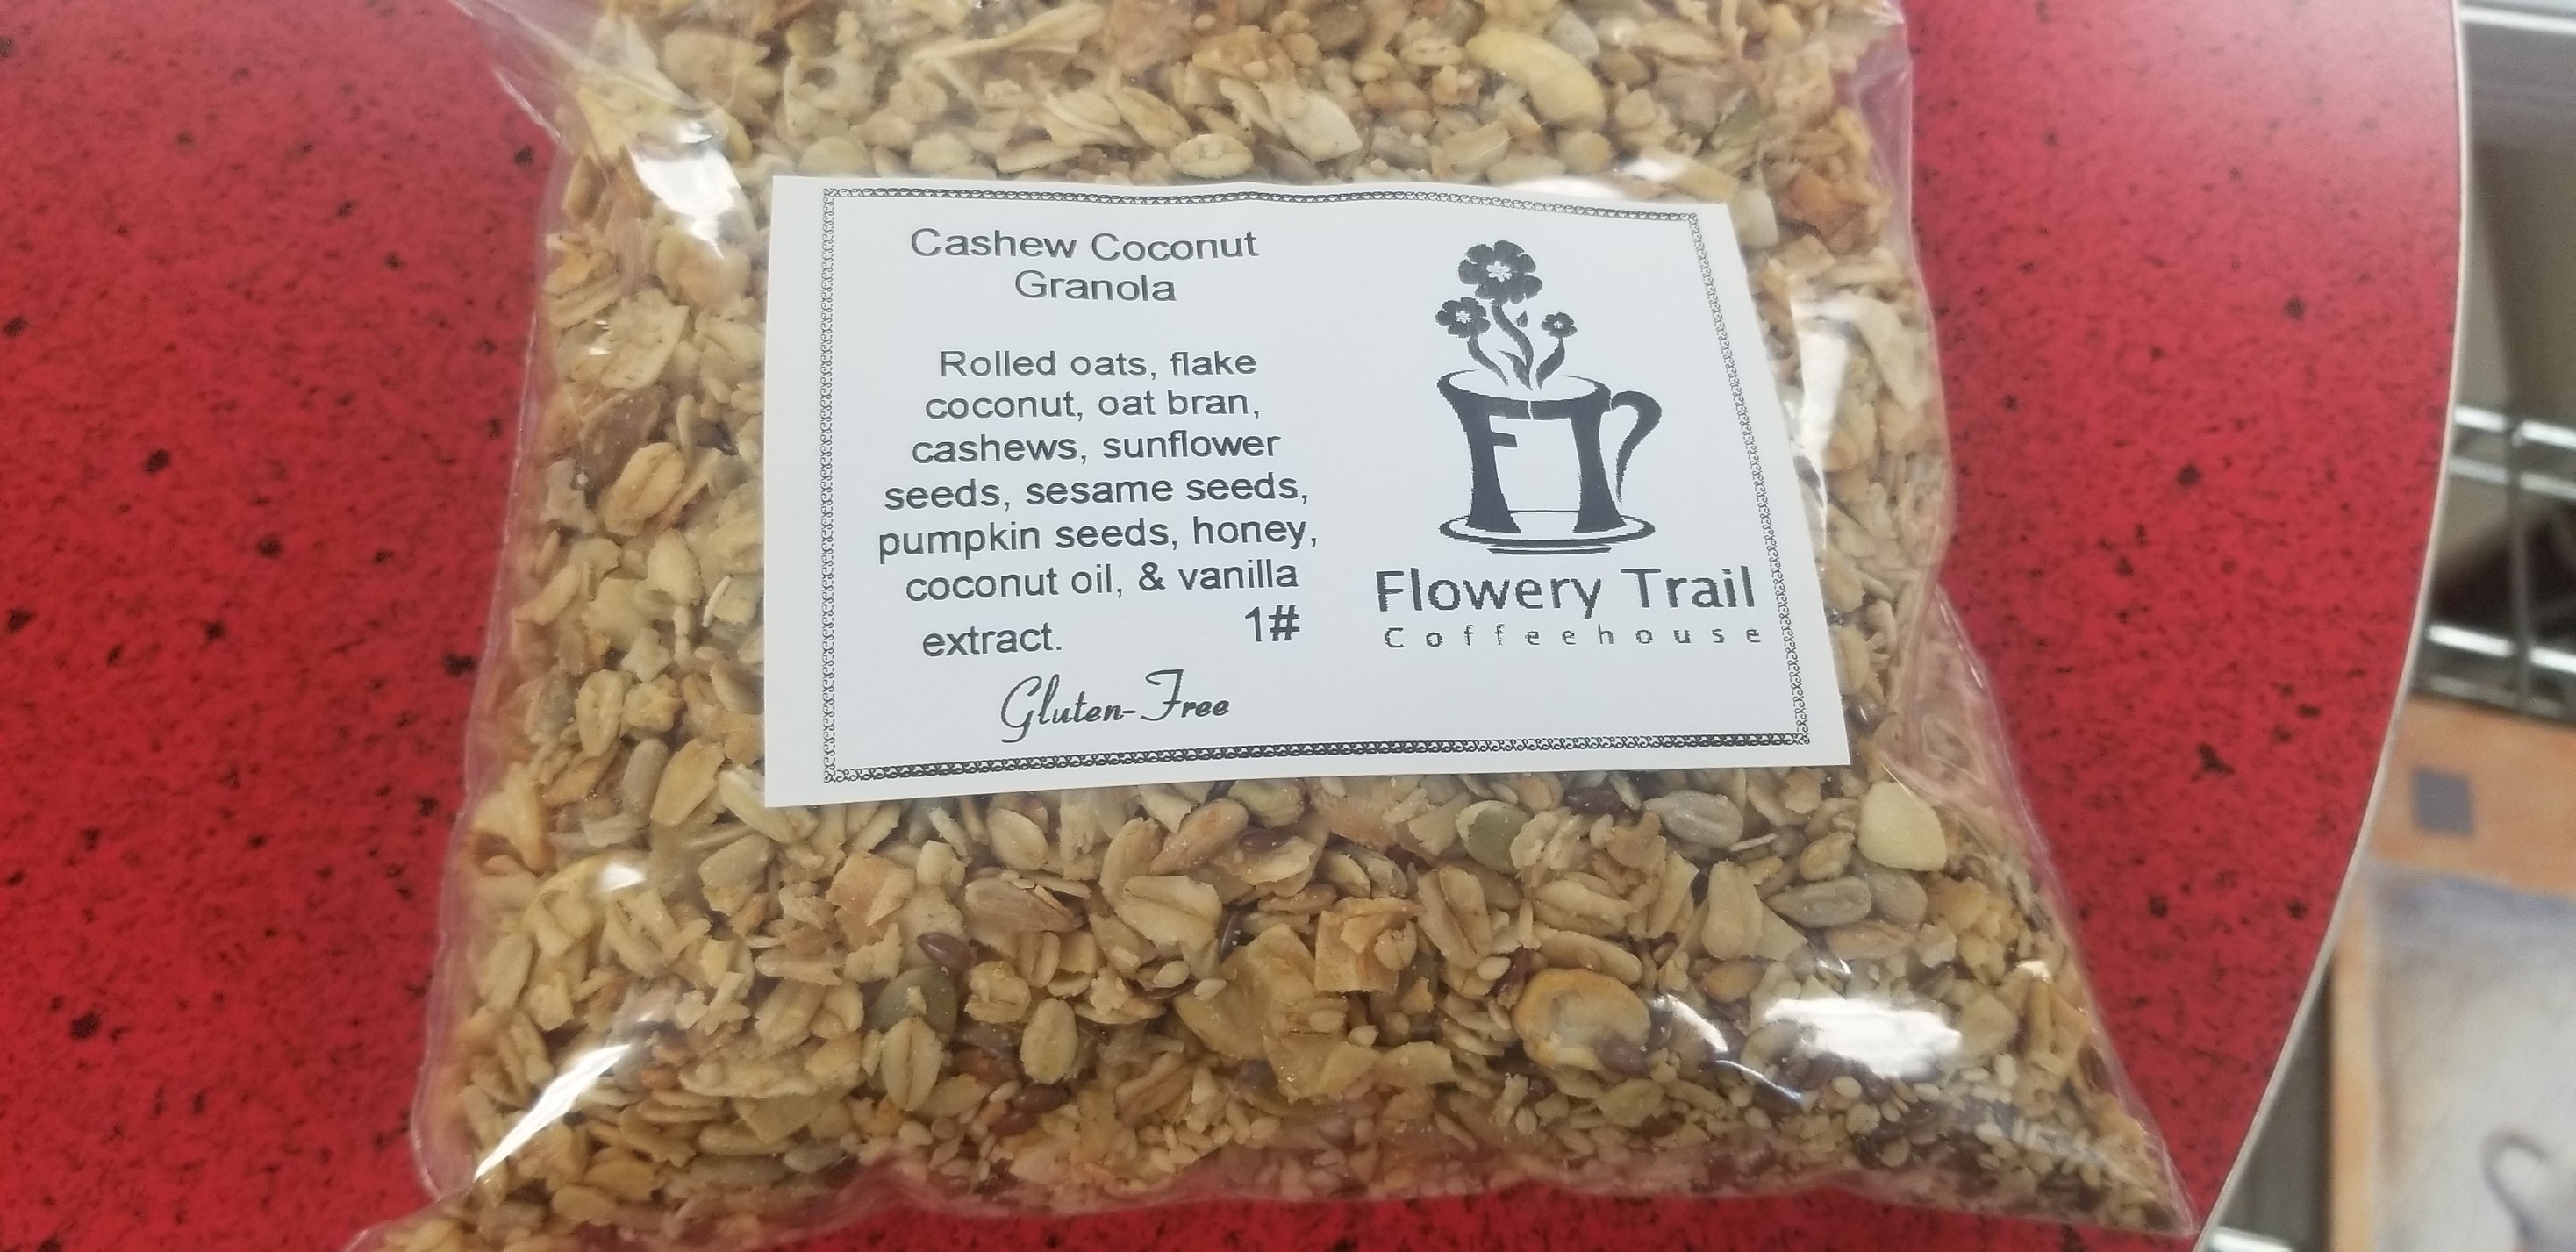 Cashew Coconut
Granola
Rolled oats, flake
coconut, oat bran,
cashews, sunflower
seeds, sesame seeds,
pumpkin seeds, honey,
coconut oil, & vanilla
extract. 1#
Gluten-Free
FT
Flowery Trail
Coffeehouse